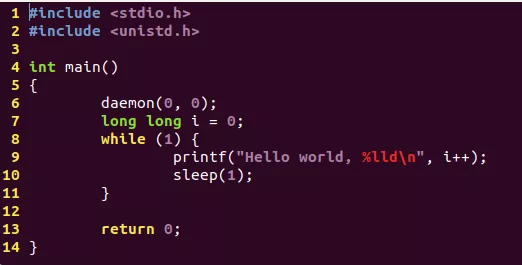 1 #include <stdio.h>
2 #include <unistd.h>
3
4 int main()
5 {
6         daemon(0, 0);
7         long long i = 0;
8         while (1) {
9                 printf("Hello world, %lld\n", i++);
10                 sleep(1);
11         }
12
13         return 0;
14 }